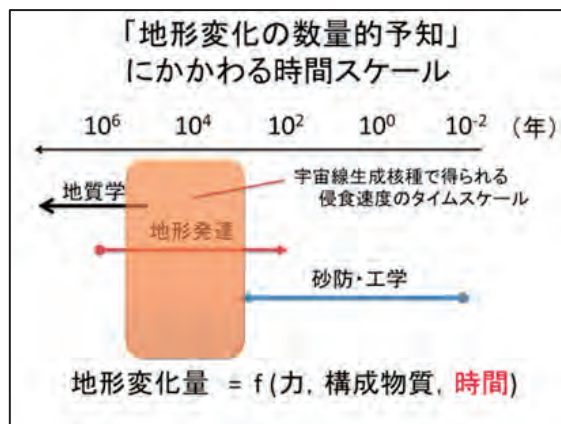 「地形変化の数量的予知」
にかかわる時間スケール
10⁶ 10⁴ 10² 10⁰ 10⁻² (年)
地質学
宇宙線生成核種で得られる
侵食速度のタイムスケール
地形発達
砂防・工学
地形変化量 = f (力, 構成物質, 時間)